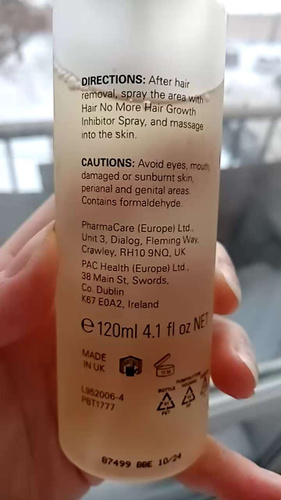 DIRECTIONS: After hair
removal, spray the area with
Hair No More Hair Growth
Inhibitor Spray, and massage
into the skin.
CAUTIONS: Avoid eyes, mouth,
damaged or sunburnt skin,
perianal and genital areas.
Contains formaldehyde.
PharmaCare (Europe) Ltd.,
Unit 3, Dialog, Fleming Way,
Crawley, RH10 9NQ, UK
PAC Health (Europe) Ltd.,
38 Main St, Swords,
Co. Dublin
K67 E0A2, Ireland
e 120ml 4.1 fl oz NET
MADE
IN UK
BOTTLE
L952006-4
PBT1777
87499 BBE 10/24